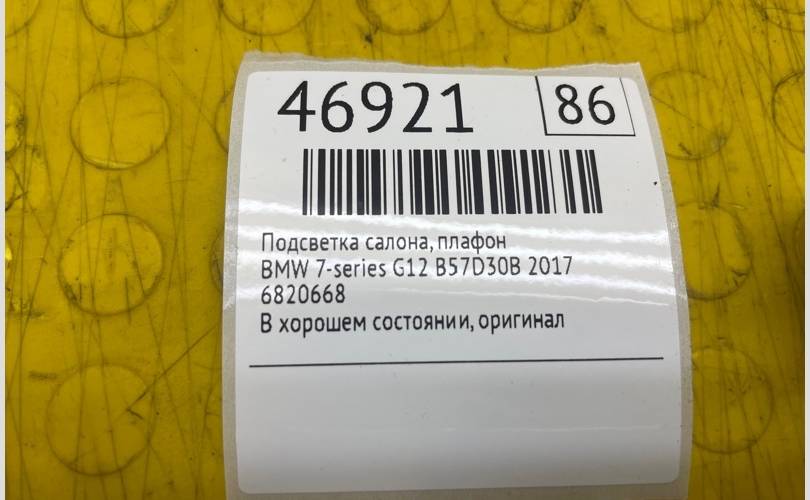 46921 86
Подсветка салона, плафон
BMW 7-series G12 B57D30B 2017
6820668
В хорошем состоянии, оригинал